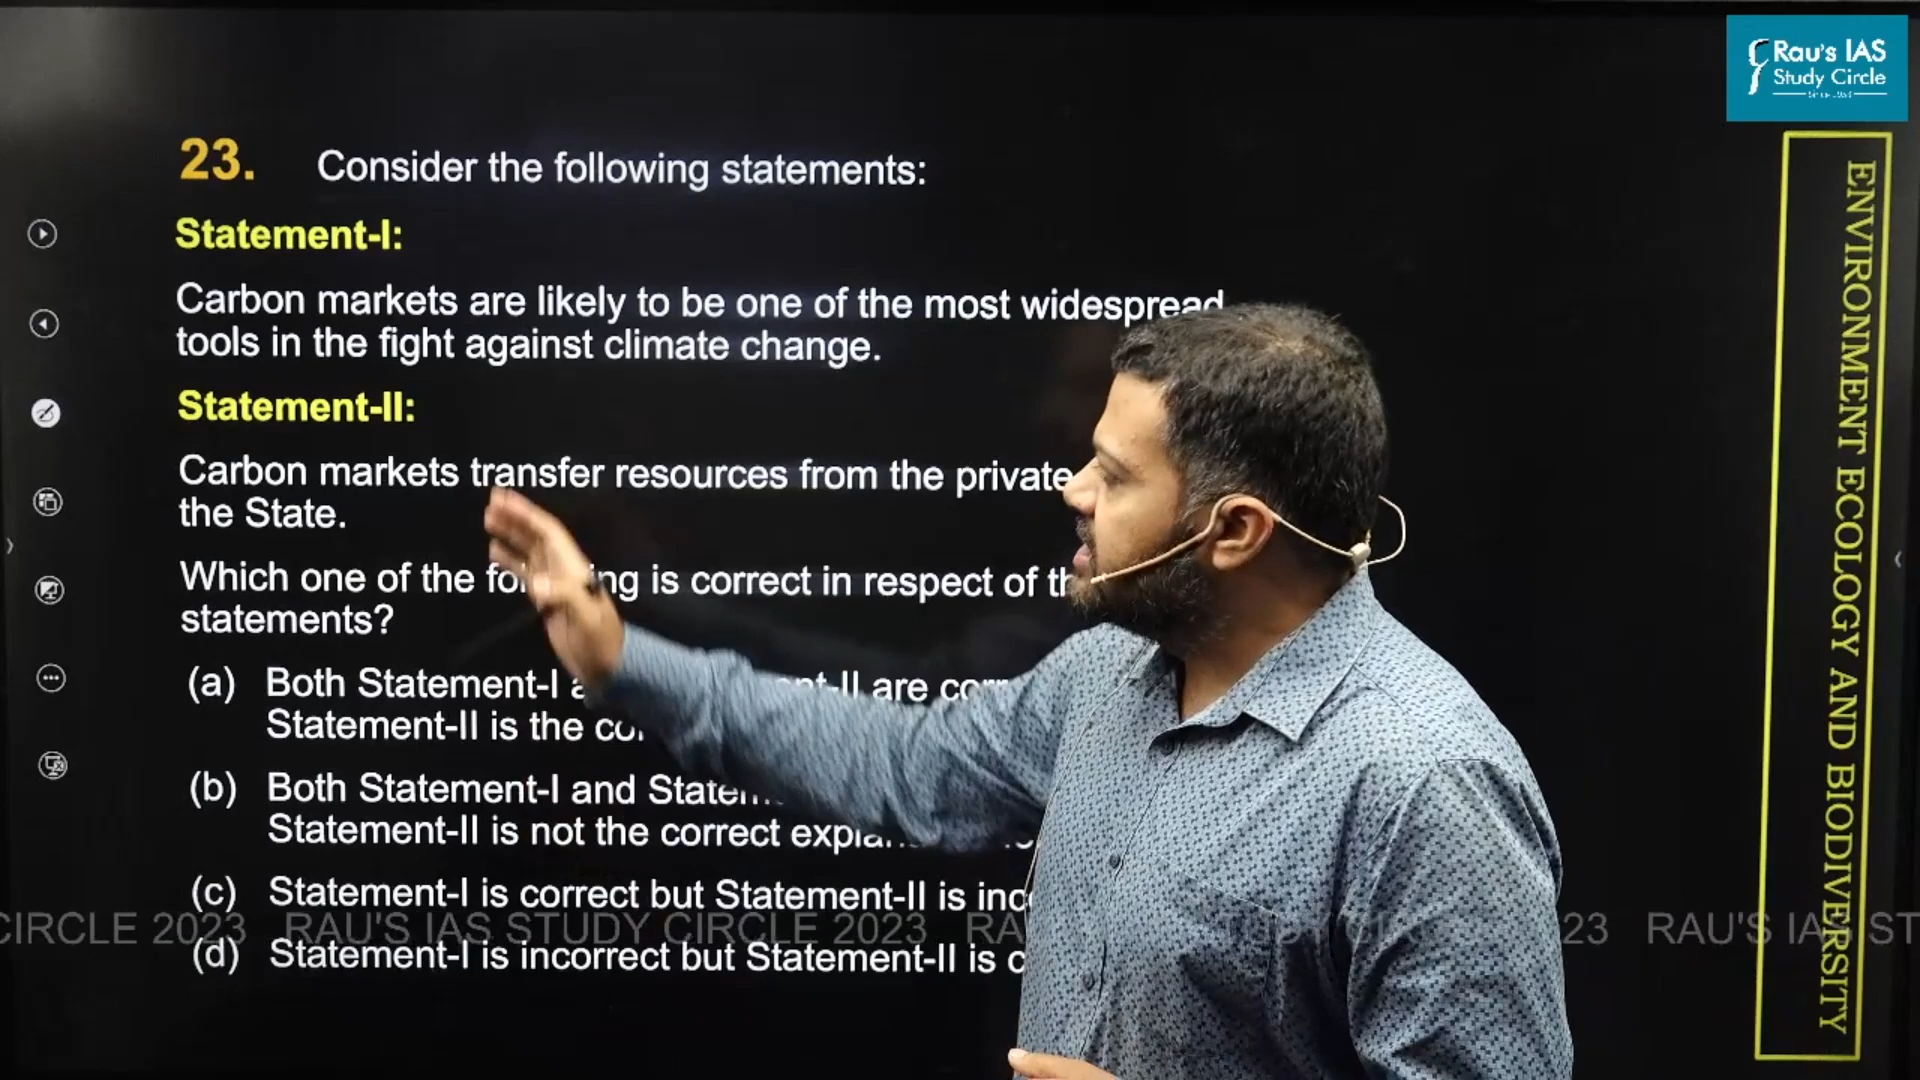 Rau's IAS
Study Circle
23. Consider the following statements:
Statement-I:
Carbon markets are likely to be one of the most widespread
tools in the fight against climate change.
Statement-II:
Carbon markets transfer resources from the private
the State.
Which one of the is correct in respect of
statements?
(a) Both Statement-I are
Statement-II is the
(b) Both Statement-I and
Statement-II is not the correct
(c) Statement-I is correct but Statement-II is
(d) Statement-I is incorrect but Statement-II is
CIRCLE 2023 RAU'S IAS STUDY CIRCLE 2023 23 RAU'S IAS ST
ENVIRONMENT ECOLOGY AND BIODIVERSITY